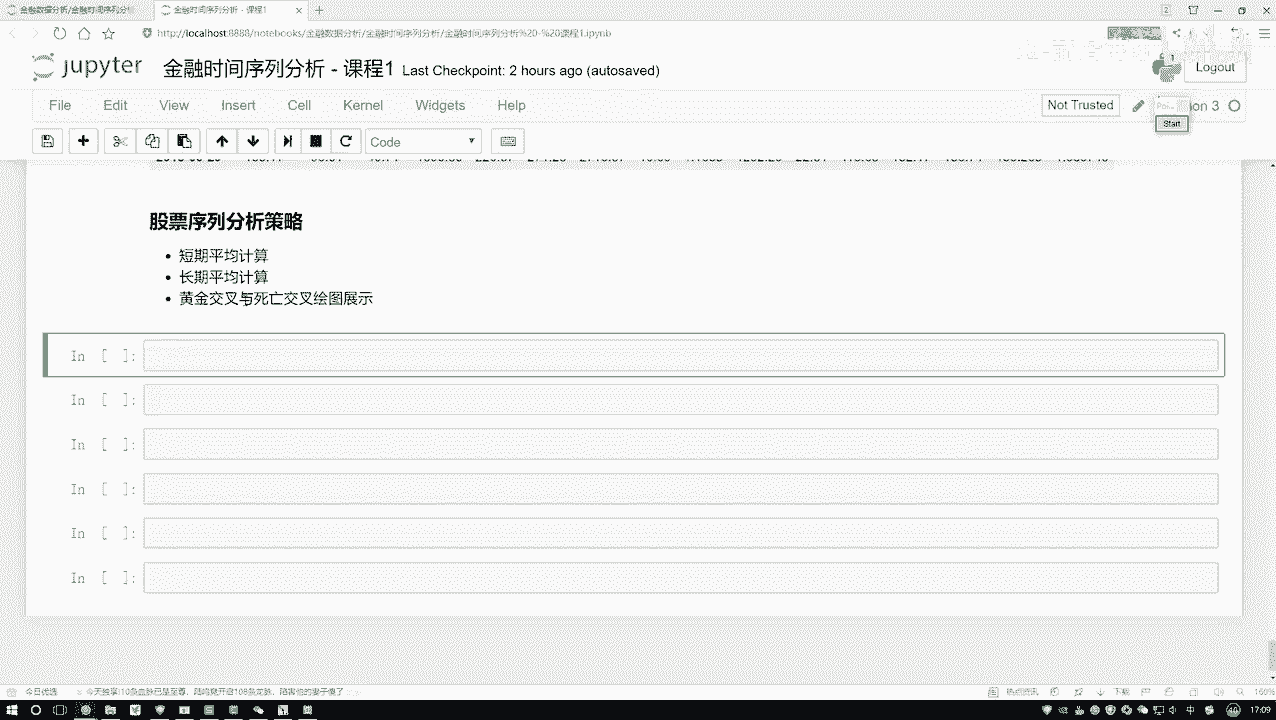 金融数据分析/金融时间序列分析
金融时间序列分析 - 课程1
http://localhost:8888/notebooks/金融数据分析/金融时间序列分析/金融时间序列分析%20-%20课程1.ipynb
jupyter 金融时间序列分析 - 课程1 Last Checkpoint: 2 hours ago (autosaved)
Logout
File Edit View Insert Cell Kernel Widgets Help
Not Trusted
on 3
Start
Code
股票序列分析策略
短期平均计算
长期平均计算
黄金交叉与死亡交叉绘图展示
In [ ]:
In [ ]:
In [ ]:
In [ ]:
In [ ]:
In [ ]:
今日优选
下载
160%
中
17:09